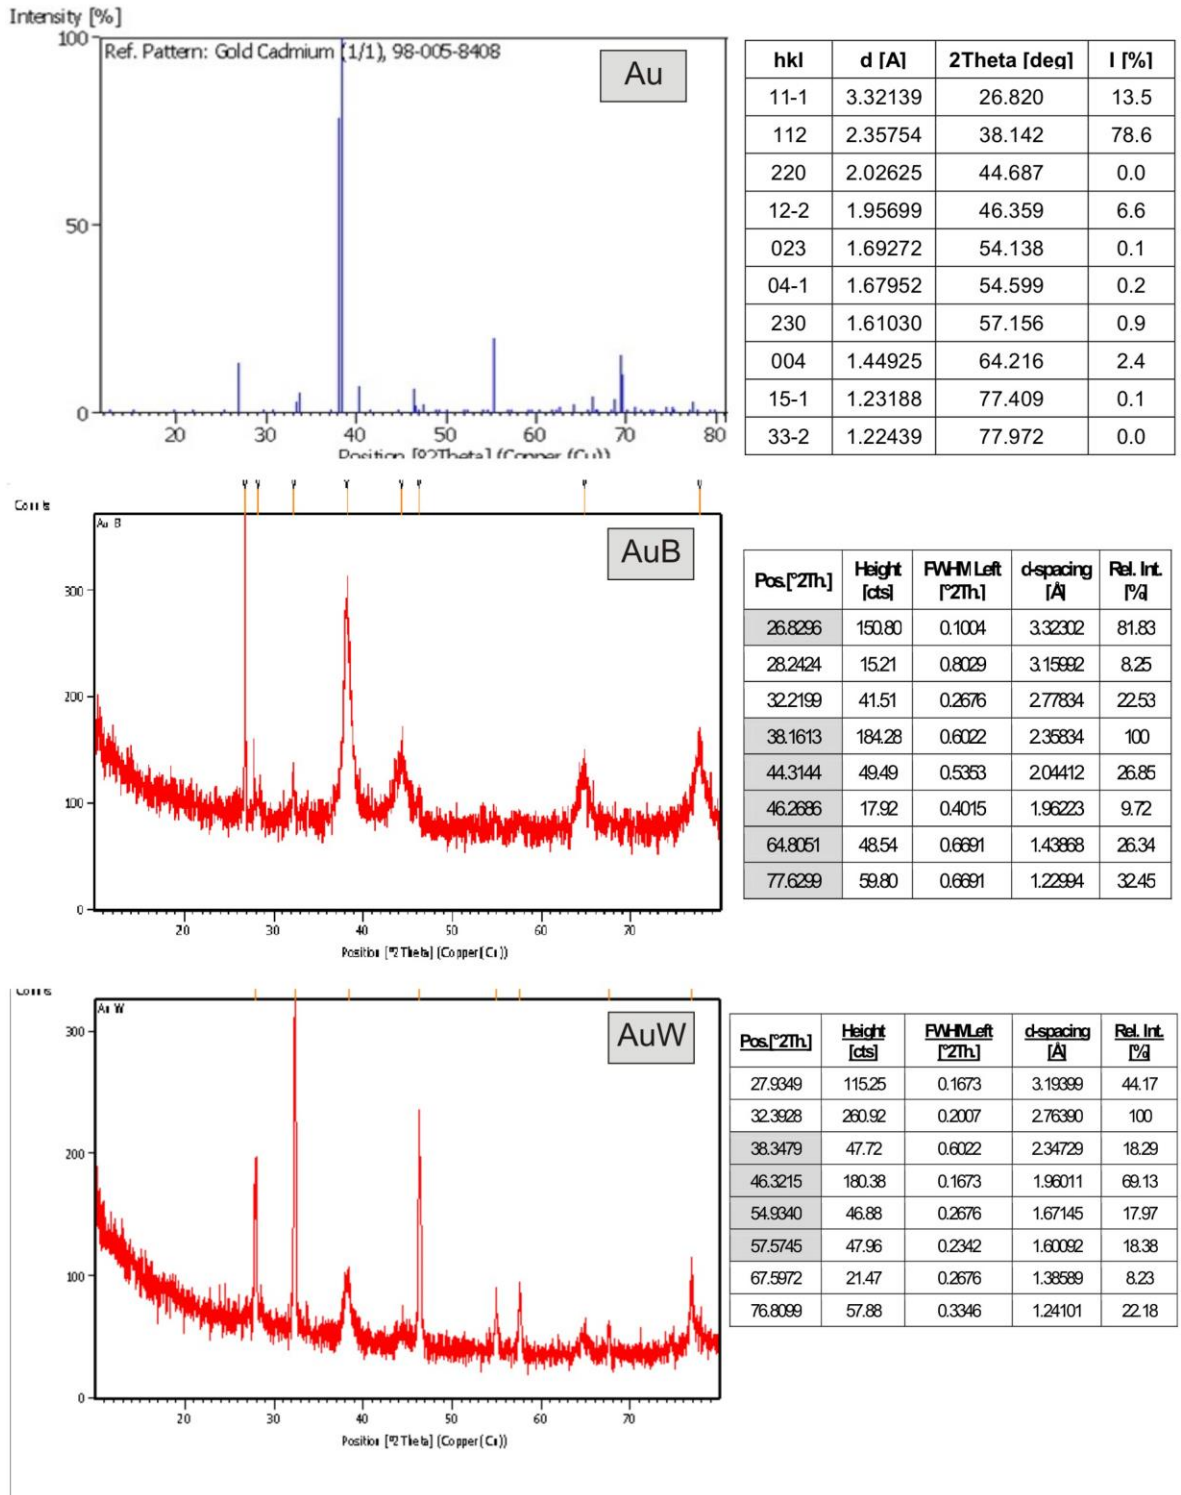 Intensity [%]
100
Ref. Pattern: Gold Cadmium (1/1), 98-005-8408
Au
50
0
20 30 40 50 60 70 80
Position [°2Theta] (Copper (Cu))
hkl d [A] 2Theta [deg] I [%]
11-1 3.32139 26.820 13.5
112 2.35754 38.142 78.6
220 2.02625 44.687 0.0
12-2 1.95699 46.359 6.6
023 1.69272 54.138 0.1
04-1 1.67952 54.599 0.2
230 1.61030 57.156 0.9
004 1.44925 64.216 2.4
15-1 1.23188 77.409 0.1
33-2 1.22439 77.972 0.0
Counts
Au B
AuB
300
200
100
0
20 30 40 50 60 70
Position [°2Theta] (Copper (Cu))
Pos.[°2Th.] Height [cts] FWHM Left [°2Th.] d-spacing [Å] Rel. Int. [%]
26.8296 150.80 0.1004 3.32302 81.83
28.2424 15.21 0.8029 3.15992 8.25
32.2199 41.51 0.2676 2.77834 22.53
38.1613 184.28 0.6022 2.35834 100
44.3144 49.49 0.5353 2.04412 26.85
46.2686 17.92 0.4015 1.96223 9.72
64.8051 48.54 0.6691 1.43868 26.34
77.6299 59.80 0.6691 1.22994 32.45
Counts
Au W
AuW
300
200
100
0
20 30 40 50 60 70
Position [°2Theta] (Copper (Cu))
Pos.[°2Th.] Height [cts] FWHM Left [°2Th.] d-spacing [Å] Rel. Int. [%]
27.9349 115.25 0.1673 3.19399 44.17
32.3928 260.92 0.2007 2.76390 100
38.3479 47.72 0.6022 2.34729 18.29
46.3215 180.38 0.1673 1.96011 69.13
54.9340 46.88 0.2676 1.67145 17.97
57.5745 47.96 0.2342 1.60092 18.38
67.5972 21.47 0.2676 1.38589 8.23
76.8099 57.88 0.3346 1.24101 22.18